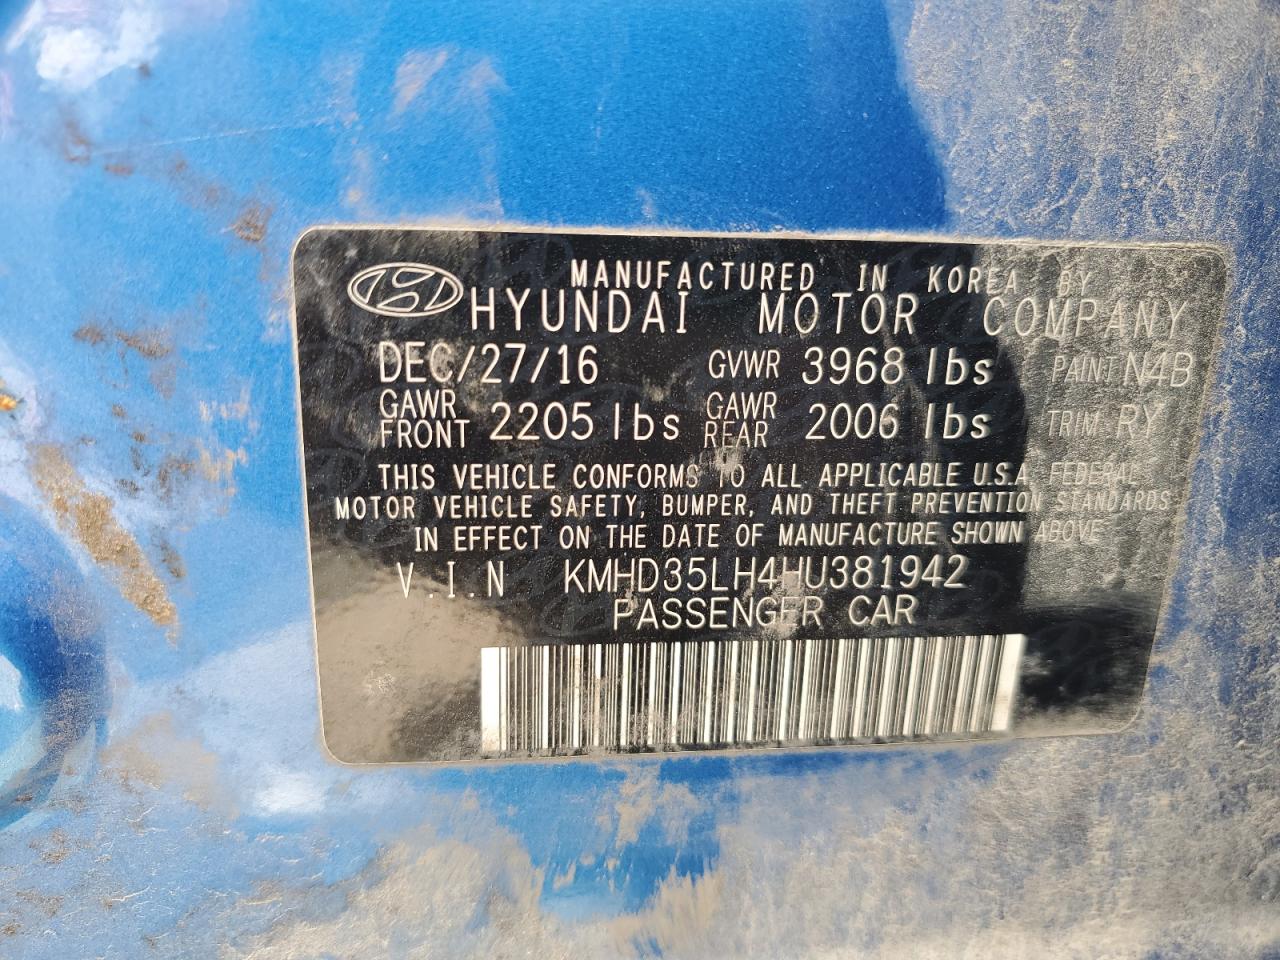 MANUFACTURED IN KOREA BY
HYUNDAI MOTOR COMPANY
DEC/27/16 GVWR 3968 lbs PAINT N4B
GAWR FRONT 2205 lbs GAWR REAR 2006 lbs TRIM RY
THIS VEHICLE CONFORMS TO ALL APPLICABLE U.S.A. FEDERAL
MOTOR VEHICLE SAFETY, BUMPER, AND THEFT PREVENTION STANDARDS
IN EFFECT ON THE DATE OF MANUFACTURE SHOWN ABOVE
V.I.N KMHD35LH4HU381942
PASSENGER CAR